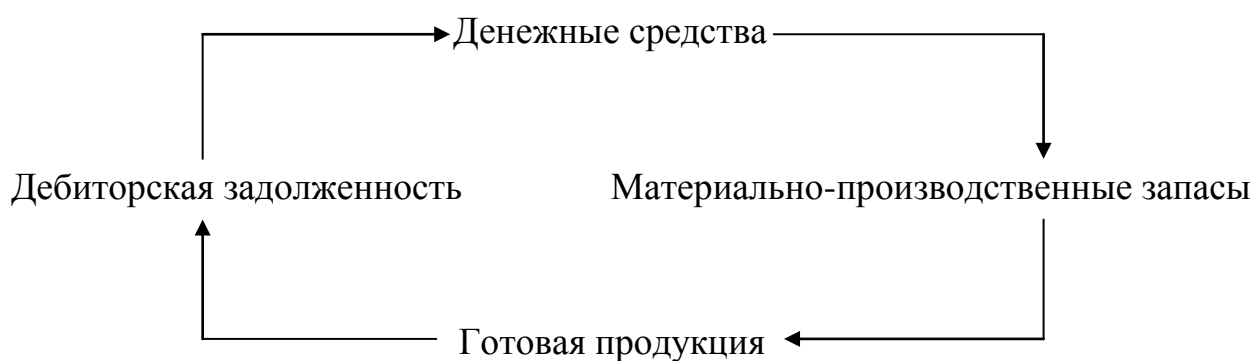 Денежные средства
Дебиторская задолженность
Материально-производственные запасы
Готовая продукция